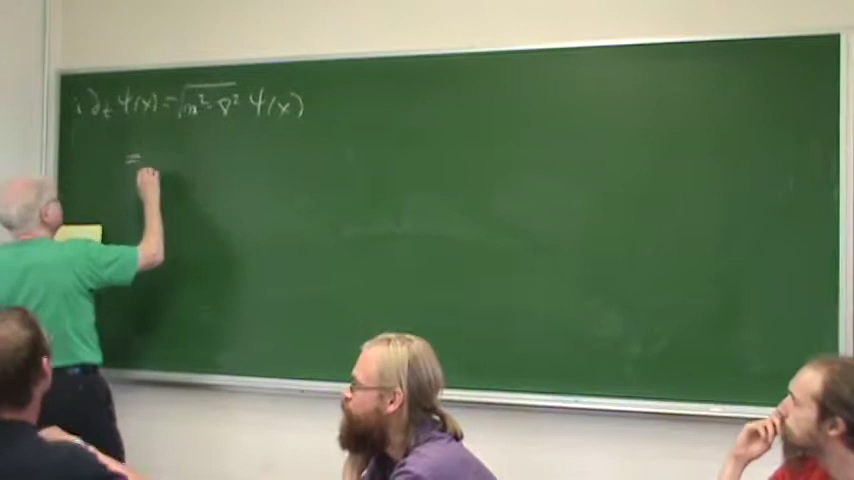 i ∂ₜ ψ(x) = √(m² - ∇²) ψ(x)
=